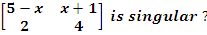 [5 − x  x + 1]
[2  4] is singular ?